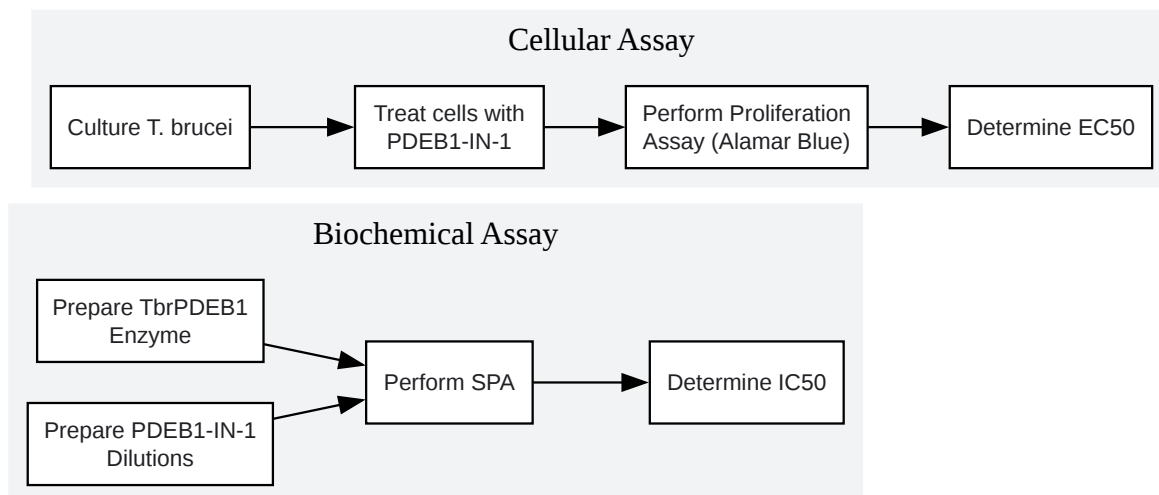 Cellular Assay
Culture T. brucei
Treat cells with
PDEB1-IN-1
Perform Proliferation
Assay (Alamar Blue)
Determine EC50
Biochemical Assay
Prepare TbrPDEB1
Enzyme
Prepare PDEB1-IN-1
Dilutions
Perform SPA
Determine IC50